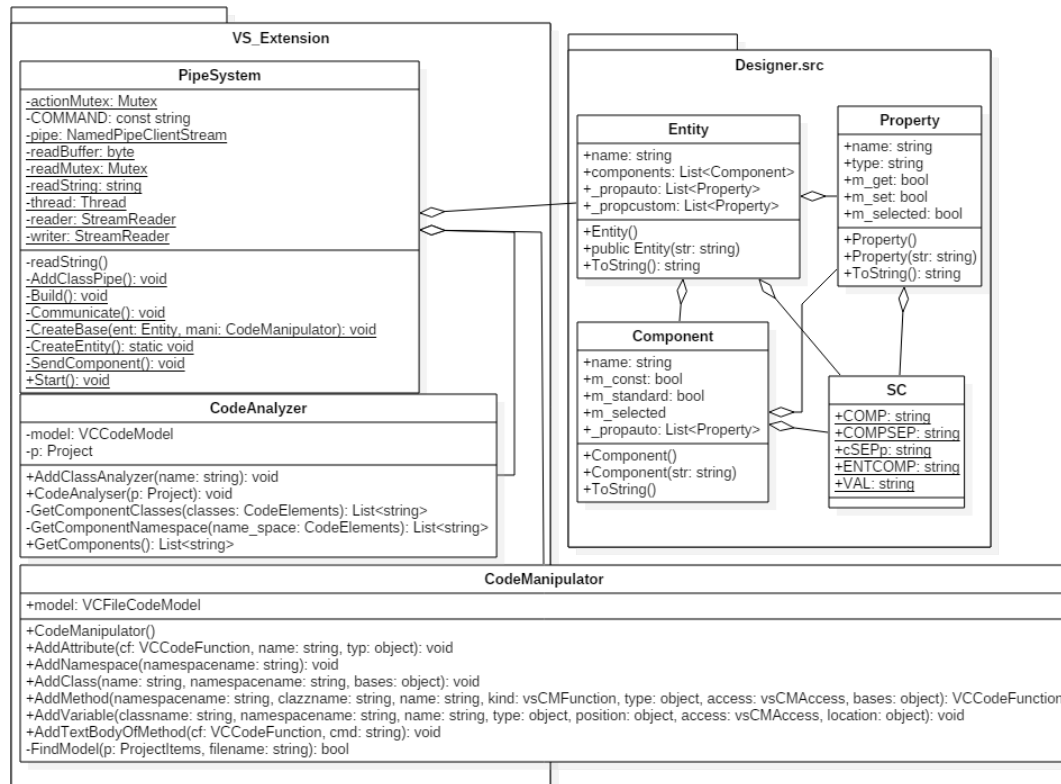 VS_Extension
PipeSystem
-actionMutex: Mutex
-COMMAND: const string
-pipe: NamedPipeClientStream
-readBuffer: byte
-readMutex: Mutex
-readString: string
-thread: Thread
-reader: StreamReader
-writer: StreamReader
-readString()
-AddClassPipe(): void
-Build(): void
-Communicate(): void
-CreateBase(ent: Entity, mani: CodeManipulator): void
-CreateEntity(): static void
-SendComponent(): void
+Start(): void
CodeAnalyzer
-model: VCCodeModel
-p: Project
+AddClassAnalyzer(name: string): void
+CodeAnalyser(p: Project): void
-GetComponentClasses(classes: CodeElements): List<string>
-GetComponentNamespace(name_space: CodeElements): List<string>
+GetComponents(): List<string>
CodeManipulator
+model: VCFileCodeModel
+CodeManipulator()
+AddAttribute(cf: VCCodeFunction, name: string, typ: object): void
+AddNamespace(namespacename: string): void
+AddClass(name: string, namespacename: string, bases: object): void
+AddMethod(namespacename: string, clazzname: string, name: string, kind: vsCMFunction, type: object, access: vsCMAccess, bases: object): VCCodeFunction
+AddVariable(classname: string, namespacename: string, name: string, type: object, position: object, access: vsCMAccess, location: object): void
+AddTextBodyOfMethod(cf: VCCodeFunction, cmd: string): void
-FindModel(p: ProjectItems, filename: string): bool
Designer.src
Entity
+name: string
+components: List<Component>
+_propauto: List<Property>
+_propcustom: List<Property>
+Entity()
+public Entity(str: string)
+ToString(): string
Property
+name: string
+type: string
+m_get: bool
+m_set: bool
+m_selected: bool
+Property()
+Property(str: string)
+ToString(): string
Component
+name: string
+m_const: bool
+m_standard: bool
+m_selected
+_propauto: List<Property>
+Component()
+Component(str: string)
+ToString()
SC
+COMP: string
+COMPSEP: string
+cSEPp: string
+ENTCOMP: string
+VAL: string